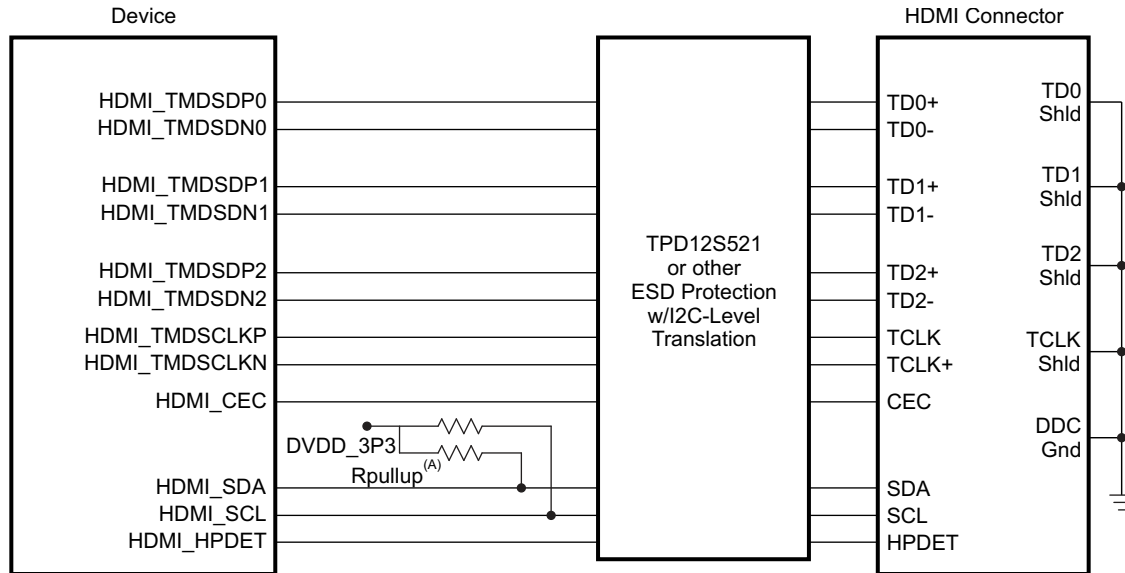 Device
HDMI Connector
HDMI_TMDSDP0
HDMI_TMDSDN0
HDMI_TMDSDP1
HDMI_TMDSDN1
HDMI_TMDSDP2
HDMI_TMDSDN2
HDMI_TMDSCLKP
HDMI_TMDSCLKN
HDMI_CEC
DVDD_3P3
Rpullup(A)
HDMI_SDA
HDMI_SCL
HDMI_HPDET
TPD12S521
or other
ESD Protection
w/I2C-Level
Translation
TD0+
TD0-
TD1+
TD1-
TD2+
TD2-
TCLK
TCLK+
CEC
SDA
SCL
HPDET
TD0
Shld
TD1
Shld
TD2
Shld
TCLK
Shld
DDC
Gnd